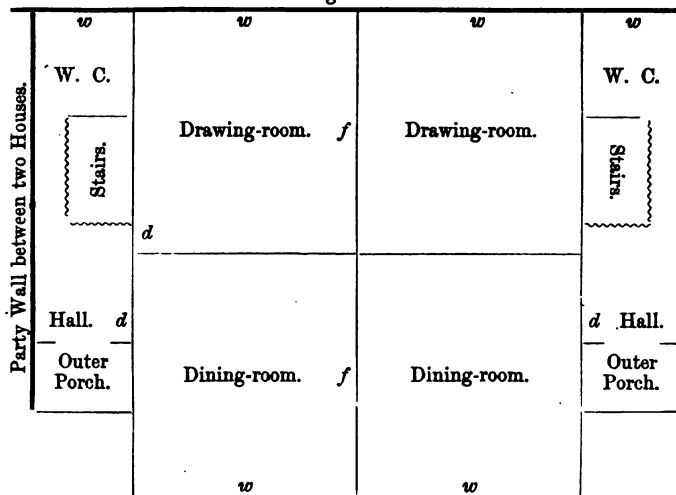 w w w w
W. C. W. C.
Drawing-room. f Drawing-room.
Stairs. Stairs.
Party Wall between two Houses.
d
Hall. d d Hall.
Outer Porch. Dining-room. f Dining-room. Outer Porch.
w w